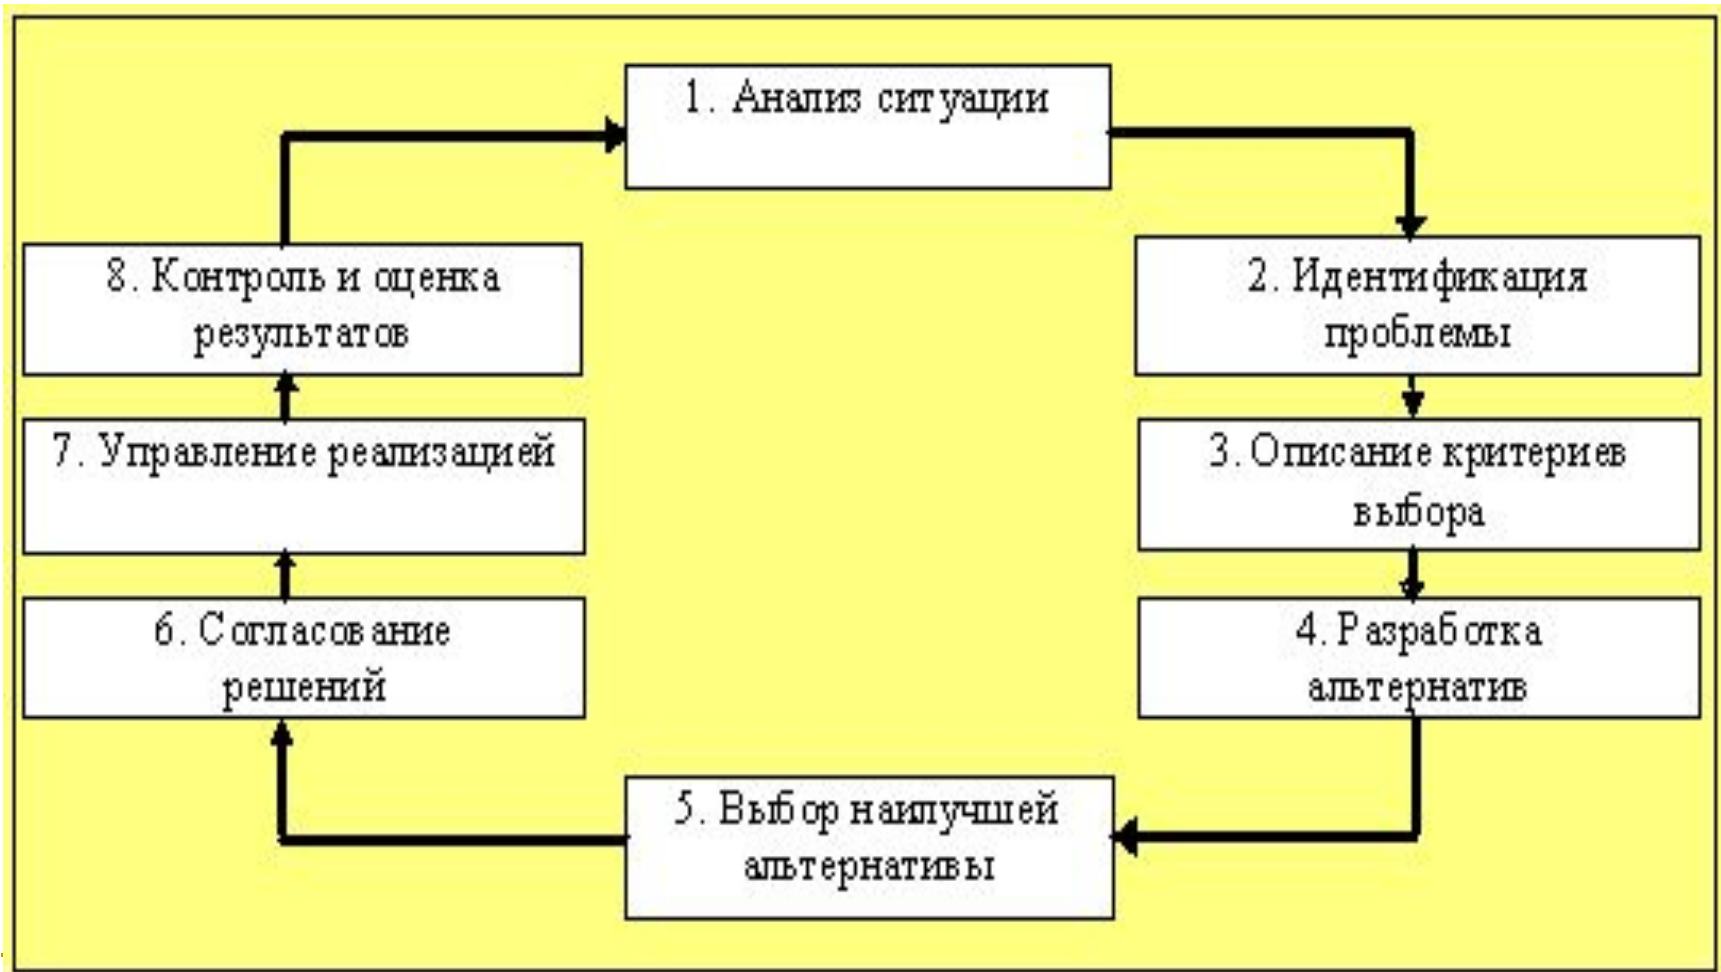 1. Анализ ситуации
2. Идентификация
проблемы
3. Описание критериев
выбора
4. Разработка
альтернатив
5. Выбор наилучшей
альтернативы
6. Согласование
решений
7. Управление реализацией
8. Контроль и оценка
результатов